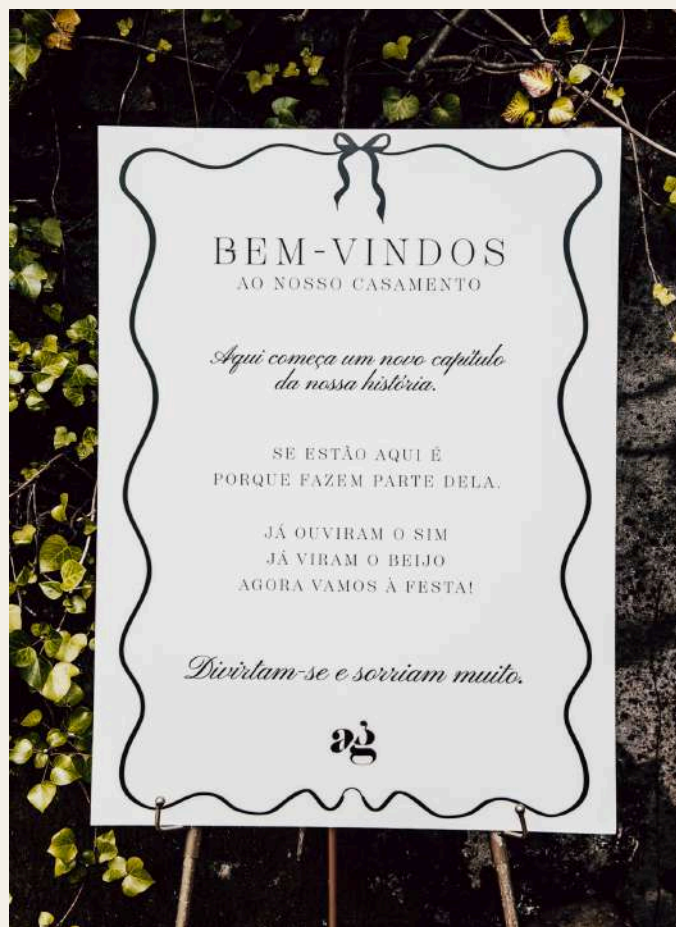 BEM-VINDOS
AO NOSSO CASAMENTO
Aqui começa um novo capítulo
da nossa história.
SE ESTÃO AQUI É
PORQUE FAZEM PARTE DELA.
JÁ OUVIRAM O SIM
JÁ VIRAM O BEIJO
AGORA VAMOS À FESTA!
Divirtam-se e sorriam muito.
ag